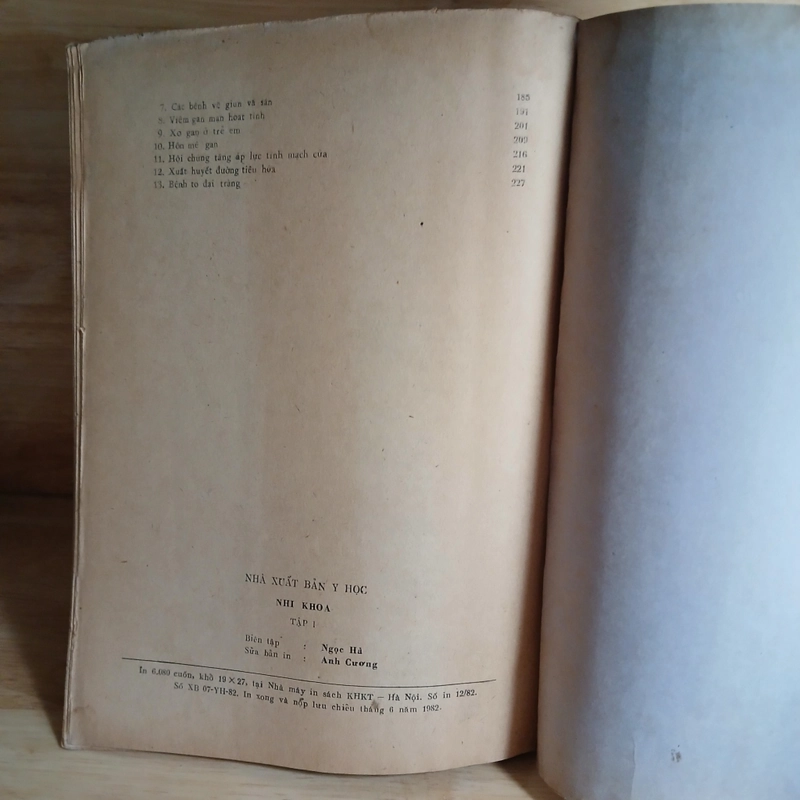 7. Các bệnh về giun và sán 185
8. Viêm gan mạn hoạt tính 191
9. Xơ gan ở trẻ em 201
10. Hôn mê gan 209
11. Hội chứng tăng áp lực tĩnh mạch cửa 216
12. Xuất huyết đường tiêu hóa 221
13. Bệnh to đại tràng 227
NHÀ XUẤT BẢN Y HỌC
NHI KHOA
TẬP I
Biên tập : Ngọc Hà
Sửa bản in : Anh Cương
In 6.080 cuốn, khổ 19 × 27, tại Nhà máy in sách KHKT — Hà Nội. Số in 12/82.
Số XB 07-YH-82. In xong và nộp lưu chiểu tháng 6 năm 1982.